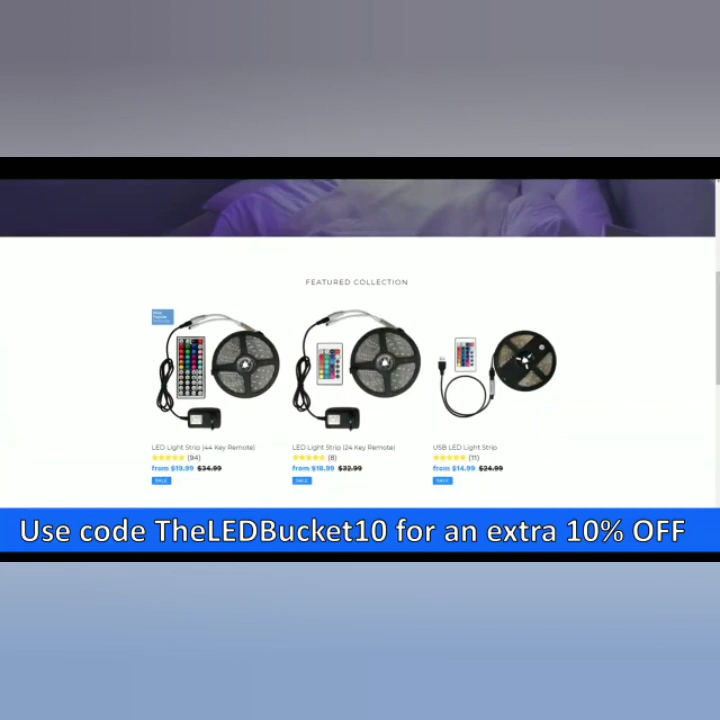 FEATURED COLLECTION
Most Popular
LED Light Strip (44 Key Remote)
(94)
from $19.99 $34.99
SALE
LED Light Strip (24 Key Remote)
(8)
from $18.99 $32.99
SALE
USB LED Light Strip
(11)
from $14.99 $24.99
SALE
Use code TheLEDBucket10 for an extra 10% OFF